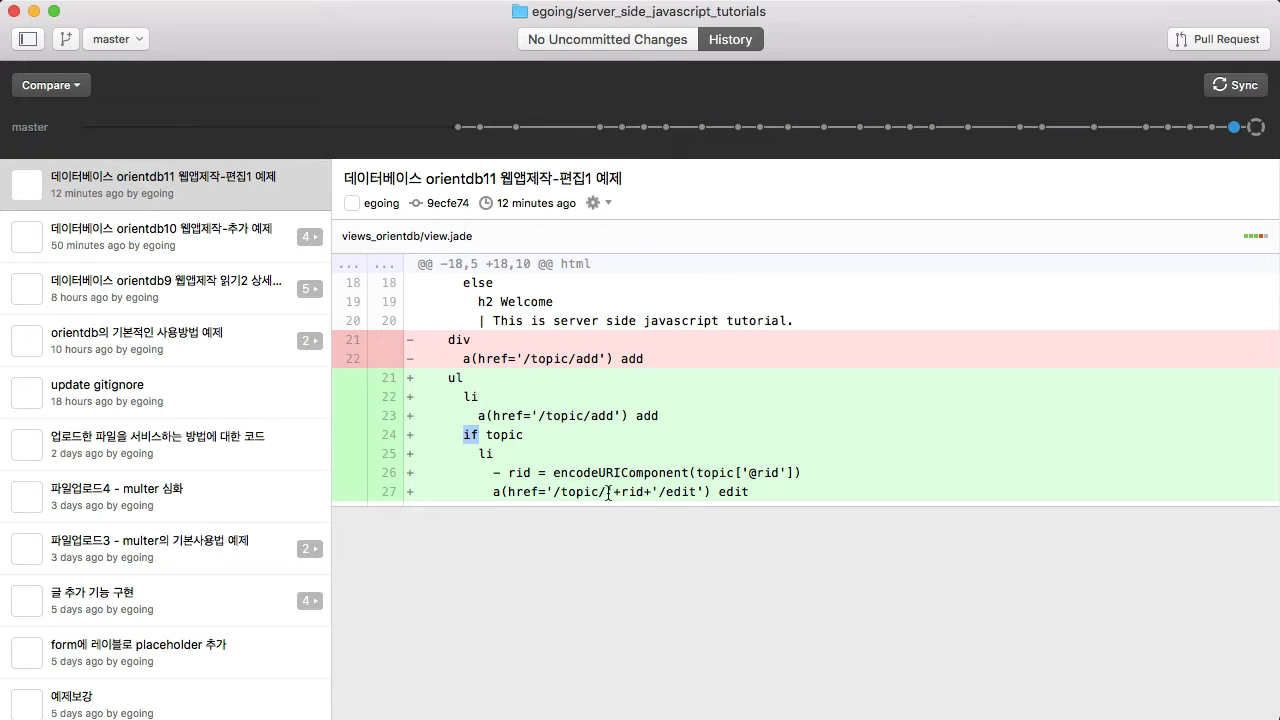 egoing/server_side_javascript_tutorials
master
No Uncommitted Changes
History
Pull Request
Compare
Sync
master
데이터베이스 orientdb11 웹앱제작-편집1 예제
12 minutes ago by egoing
데이터베이스 orientdb10 웹앱제작-추가 예제
50 minutes ago by egoing
4
데이터베이스 orientdb9 웹앱제작 읽기2 상세...
8 hours ago by egoing
5
orientdb의 기본적인 사용방법 예제
10 hours ago by egoing
2
update gitignore
18 hours ago by egoing
업로드한 파일을 서비스하는 방법에 대한 코드
2 days ago by egoing
파일업로드4 - multer 심화
3 days ago by egoing
파일업로드3 - multer의 기본사용법 예제
3 days ago by egoing
2
글 추가 기능 구현
5 days ago by egoing
4
form에 레이블로 placeholder 추가
5 days ago by egoing
예제보강
5 days ago by egoing
데이터베이스 orientdb11 웹앱제작-편집1 예제
egoing 9ecfe74 12 minutes ago
views_orientdb/view.jade
... ... @@ -18,5 +18,10 @@ html
18 18 else
19 19 h2 Welcome
20 20 | This is server side javascript tutorial.
21 - div
22 - a(href='/topic/add') add
21 + ul
22 + li
23 + a(href='/topic/add') add
24 + if topic
25 + li
26 + - rid = encodeURIComponent(topic['@rid'])
27 + a(href='/topic/'+rid+'/edit') edit